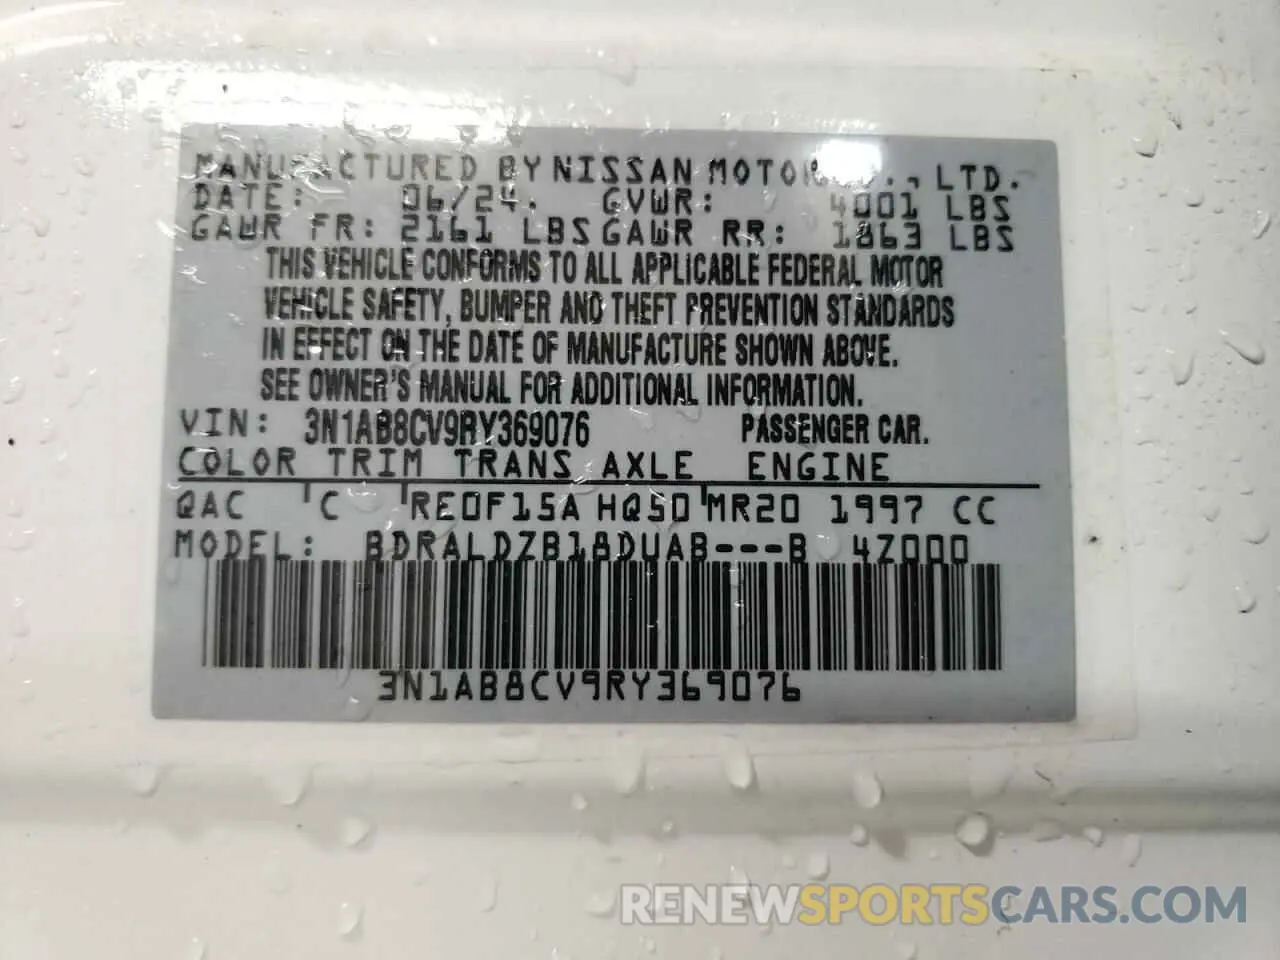 MANUFACTURED BY NISSAN MOTOR CO., LTD.
DATE: 06/24. GVWR: 4001 LBS
GAWR FR: 2161 LBS GAWR RR: 1863 LBS
THIS VEHICLE CONFORMS TO ALL APPLICABLE FEDERAL MOTOR
VEHICLE SAFETY, BUMPER AND THEFT PREVENTION STANDARDS
IN EFFECT ON THE DATE OF MANUFACTURE SHOWN ABOVE.
SEE OWNER'S MANUAL FOR ADDITIONAL INFORMATION.
VIN: 3N1AB8CV9RY369076 PASSENGER CAR.
COLOR TRIM TRANS AXLE ENGINE
QAC C RE0F15A HQ50 MR20 1997 CC
MODEL: BDRALDZB18DUAB---B 4Z000
3N1AB8CV9RY369076
RENEWSPORTSCARS.COM